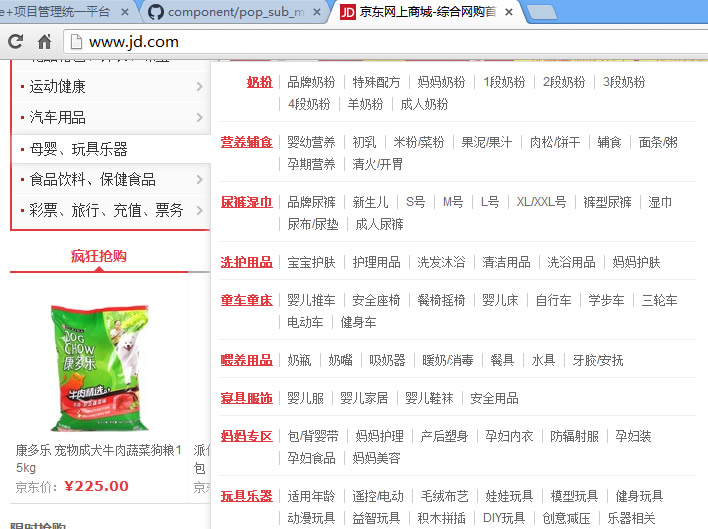 e+项目管理统一平台
component/pop_sub_m
京东网上商城-综合网购首
www.jd.com
运动健康
汽车用品
母婴、玩具乐器
食品饮料、保健食品
彩票、旅行、充值、票务
疯狂抢购
DOG CHOW
康多乐
牛肉精选
康多乐 宠物成犬牛肉蔬菜狗粮1
5kg
京东价：¥225.00
派
包
京
限时抢购
奶粉 品牌奶粉 特殊配方 妈妈奶粉 1段奶粉 2段奶粉 3段奶粉
4段奶粉 羊奶粉 成人奶粉
营养辅食 婴幼营养 初乳 米粉/菜粉 果泥/果汁 肉松/饼干 辅食 面条/粥
孕期营养 清火/开胃
尿裤湿巾 品牌尿裤 新生儿 S号 M号 L号 XL/XXL号 裤型尿裤 湿巾
尿布/尿垫 成人尿裤
洗护用品 宝宝护肤 护理用品 洗发沐浴 清洁用品 洗浴用品 妈妈护肤
童车童床 婴儿推车 安全座椅 餐椅摇椅 婴儿床 自行车 学步车 三轮车
电动车 健身车
喂养用品 奶瓶 奶嘴 吸奶器 暖奶/消毒 餐具 水具 牙胶/安抚
寝具服饰 婴儿服 婴儿家居 婴儿鞋袜 安全用品
妈妈专区 包/背婴带 妈妈护理 产后塑身 孕妇内衣 防辐射服 孕妇装
孕妇食品 妈妈美容
玩具乐器 适用年龄 遥控/电动 毛绒布艺 娃娃玩具 模型玩具 健身玩具
动漫玩具 益智玩具 积木拼插 DIY玩具 创意减压 乐器相关